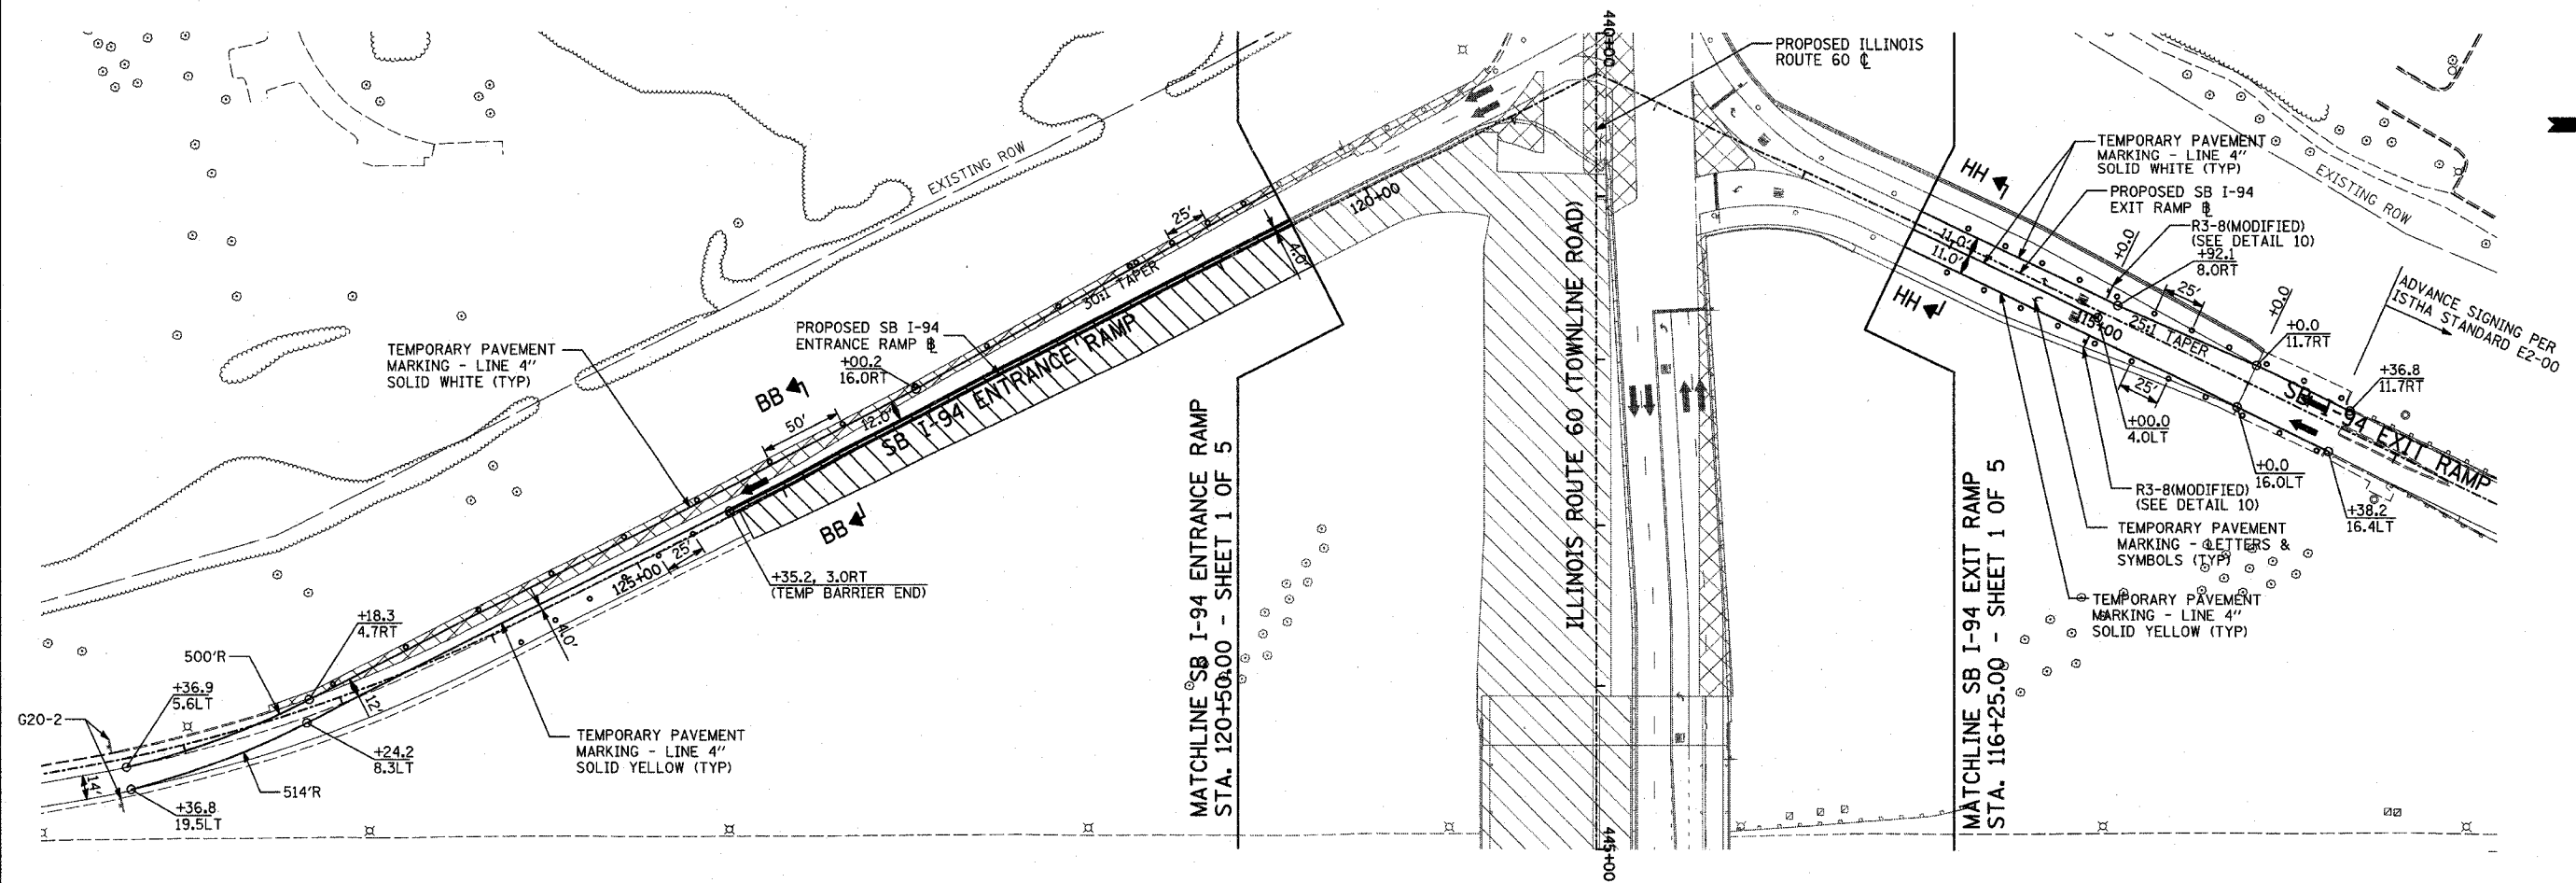 440+00
PROPOSED ILLINOIS
ROUTE 60 ℄
EXISTING ROW
25'
120+00
4.0'
30:1 TAPER
PROPOSED SB I-94
ENTRANCE RAMP ⅊
+00.2
16.0RT
TEMPORARY PAVEMENT
MARKING - LINE 4"
SOLID WHITE (TYP)
BB
50'
12.0'
SB I-94 ENTRANCE RAMP
BB
25'
125+00
+35.2, 3.0RT
(TEMP BARRIER END)
4.0'
+18.3
4.7RT
500'R
+36.9
5.6LT
G20-2
12'
14'
+24.2
8.3LT
514'R
+36.8
19.5LT
TEMPORARY PAVEMENT
MARKING - LINE 4"
SOLID YELLOW (TYP)
MATCHLINE SB I-94 ENTRANCE RAMP
STA. 120+50.00 - SHEET 1 OF 5
ILLINOIS ROUTE 60 (TOWNLINE ROAD)
445+00
TEMPORARY PAVEMENT
MARKING - LINE 4"
SOLID WHITE (TYP)
EXISTING ROW
HH
PROPOSED SB I-94
EXIT RAMP ⅊
R3-8(MODIFIED)
(SEE DETAIL 10)
+92.1
8.0RT
+0.0
11.0'
11.0'
HH
25'
+0.0
115+00
25:1 TAPER
+0.0
11.7RT
ADVANCE SIGNING PER
ISTHA STANDARD E2-00
+36.8
11.7RT
25'
SB I-94 EXIT RAMP
+00.0
4.0LT
+0.0
16.0LT
+38.2
16.4LT
R3-8(MODIFIED)
(SEE DETAIL 10)
TEMPORARY PAVEMENT
MARKING - LETTERS &
SYMBOLS (TYP)
TEMPORARY PAVEMENT
MARKING - LINE 4"
SOLID YELLOW (TYP)
MATCHLINE SB I-94 EXIT RAMP
STA. 116+25.00 - SHEET 1 OF 5